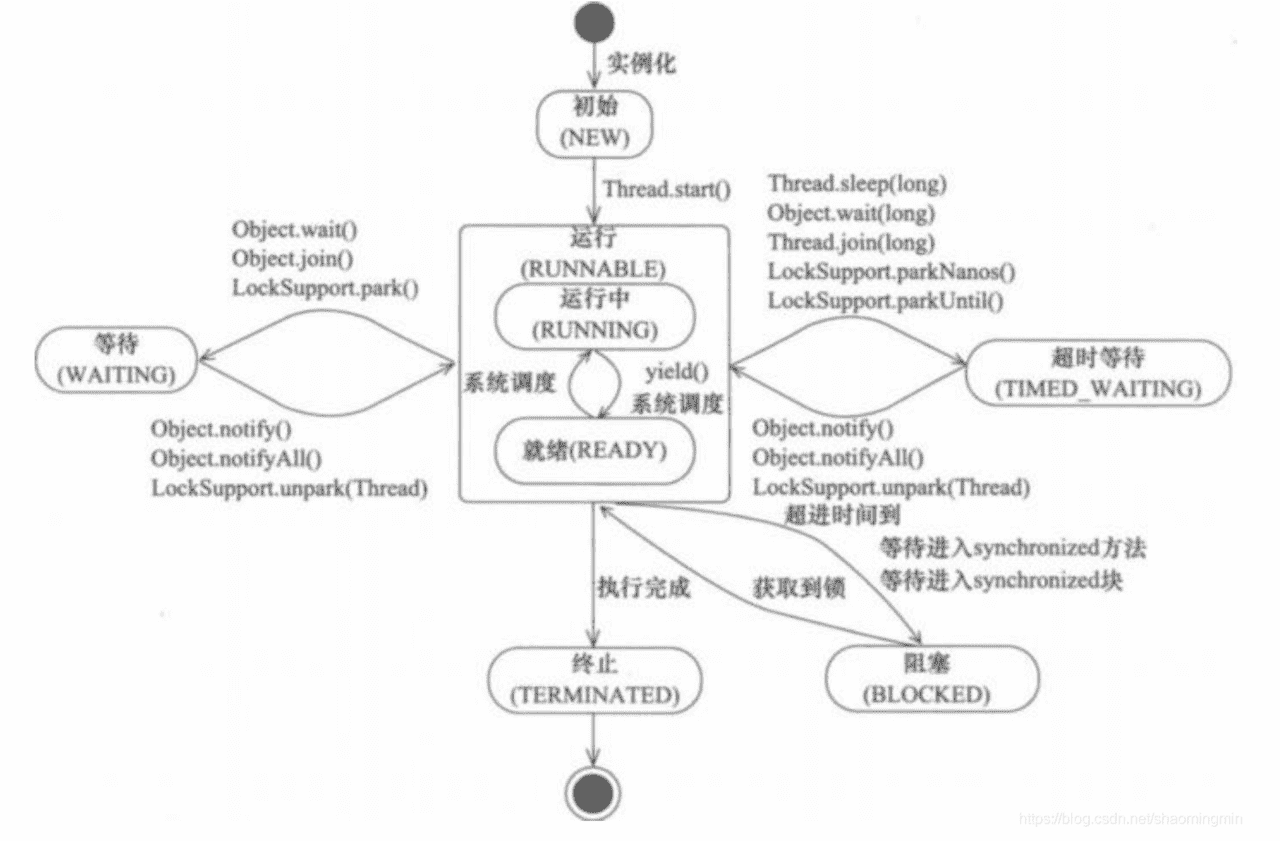 实例化
初始
(NEW)
Thread.start()
Object.wait()
Object.join()
LockSupport.park()
Thread.sleep(long)
Object.wait(long)
Thread.join(long)
LockSupport.parkNanos()
LockSupport.parkUntil()
运行
(RUNNABLE)
运行中
(RUNNING)
等待
(WAITING)
超时等待
(TIMED_WAITING)
系统调度
yield()
系统调度
就绪(READY)
Object.notify()
Object.notifyAll()
LockSupport.unpark(Thread)
Object.notify()
Object.notifyAll()
LockSupport.unpark(Thread)
超进时间到
等待进入synchronized方法
等待进入synchronized块
执行完成
获取到锁
终止
(TERMINATED)
阻塞
(BLOCKED)
https://blog.csdn.net/shaomingmin